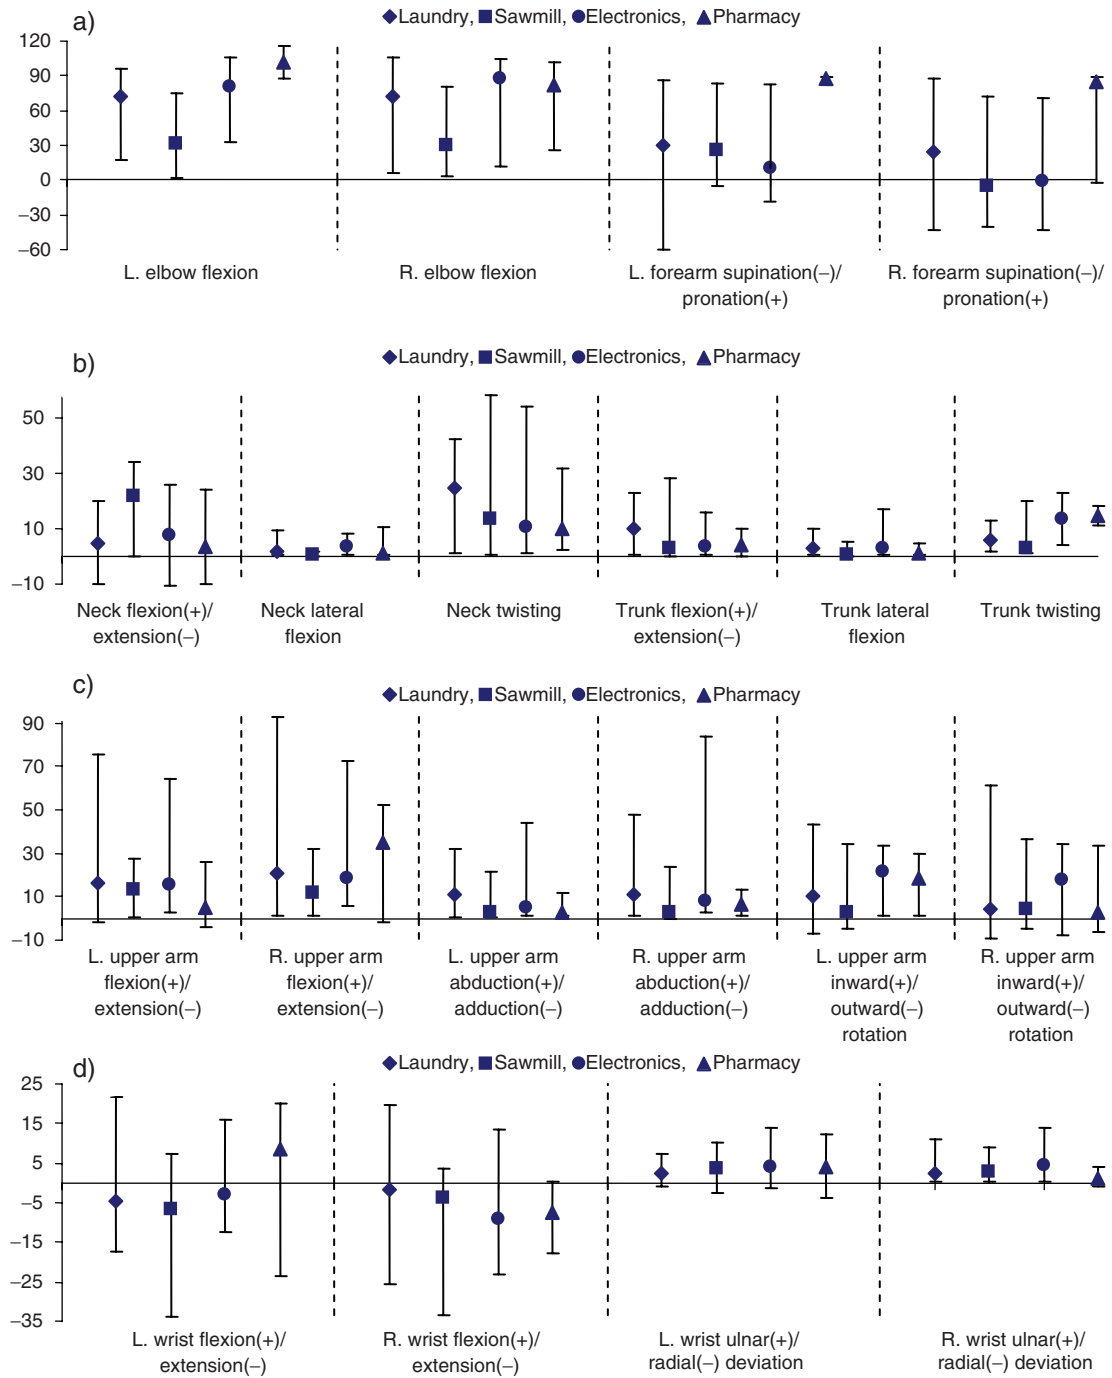 a)
Laundry, Sawmill, Electronics, Pharmacy
120
90
60
30
0
−30
−60
L. elbow flexion
R. elbow flexion
L. forearm supination(−)/
pronation(+)
R. forearm supination(−)/
pronation(+)
b)
Laundry, Sawmill, Electronics, Pharmacy
50
30
10
−10
Neck flexion(+)/
extension(−)
Neck lateral
flexion
Neck twisting
Trunk flexion(+)/
extension(−)
Trunk lateral
flexion
Trunk twisting
c)
Laundry, Sawmill, Electronics, Pharmacy
90
70
50
30
10
−10
L. upper arm
flexion(+)/
extension(−)
R. upper arm
flexion(+)/
extension(−)
L. upper arm
abduction(+)/
adduction(−)
R. upper arm
abduction(+)/
adduction(−)
L. upper arm
inward(+)/
outward(−)
rotation
R. upper arm
inward(+)/
outward(−)
rotation
d)
Laundry, Sawmill, Electronics, Pharmacy
25
15
5
−5
−15
−25
−35
L. wrist flexion(+)/
extension(−)
R. wrist flexion(+)/
extension(−)
L. wrist ulnar(+)/
radial(−) deviation
R. wrist ulnar(+)/
radial(−) deviation